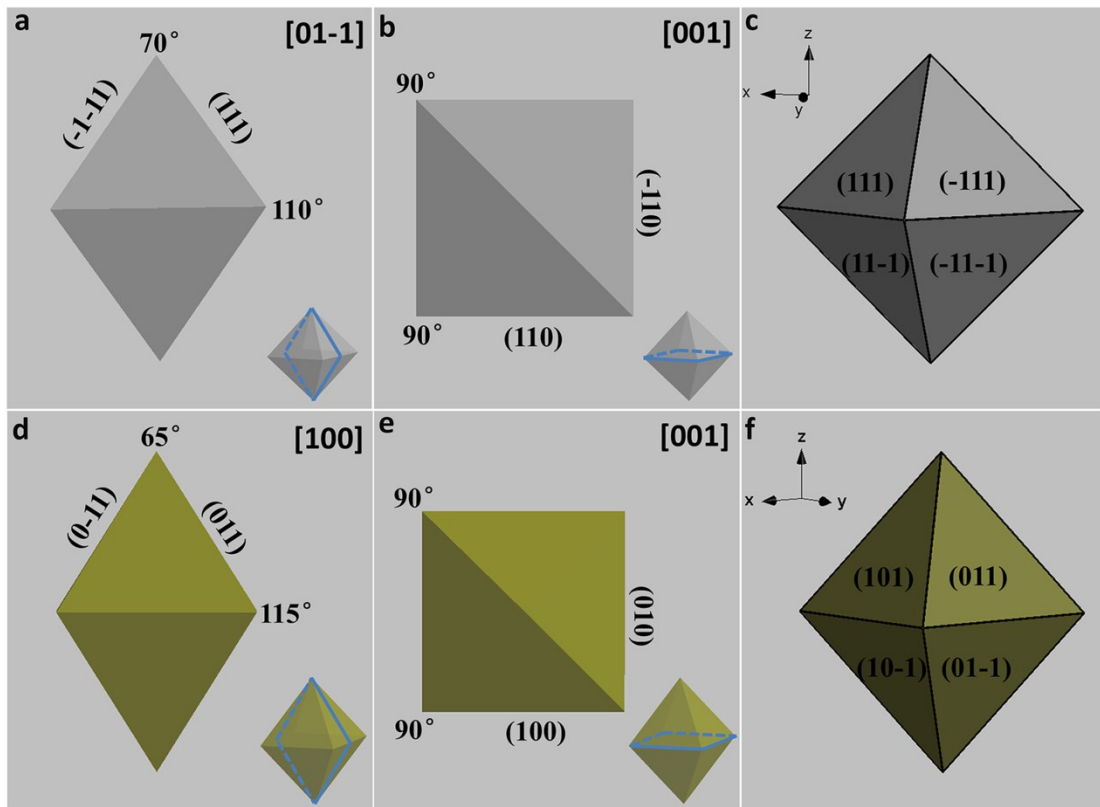 a
[01-1]
70°
(-1-11)
(111)
110°
b
[001]
90°
(-110)
90°
(110)
c
z
x
y
(111)
(-111)
(11-1)
(-11-1)
d
[100]
65°
(0-11)
(011)
115°
e
[001]
90°
(010)
90°
(100)
f
z
x
y
(101)
(011)
(10-1)
(01-1)